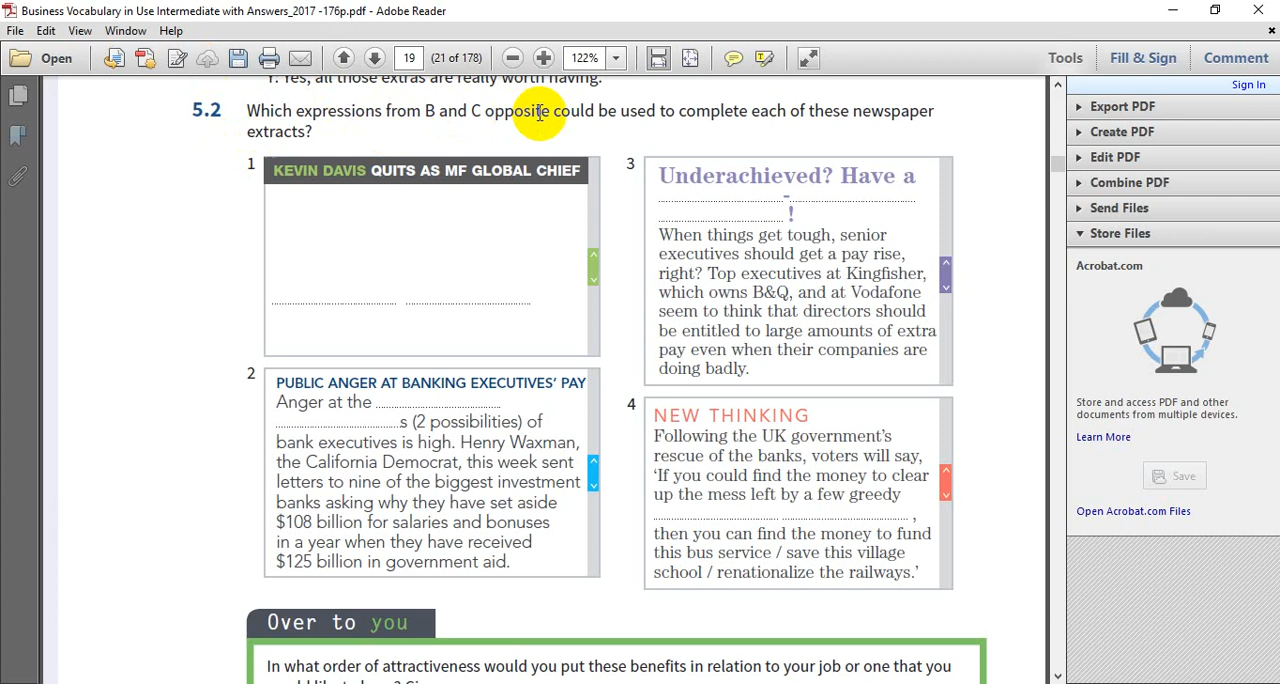 Business Vocabulary in Use Intermediate with Answers_2017 -176p.pdf - Adobe Reader
File Edit View Window Help
Open 19 (21 of 178) 122% Tools Fill & Sign Comment
Sign In
Export PDF
Create PDF
Edit PDF
Combine PDF
Send Files
Store Files
Acrobat.com
Store and access PDF and other
documents from multiple devices.
Learn More
Save
Open Acrobat.com Files
Y: Yes, all those extras are really worth having.
5.2 Which expressions from B and C opposite could be used to complete each of these newspaper
extracts?
1 KEVIN DAVIS QUITS AS MF GLOBAL CHIEF
2 PUBLIC ANGER AT BANKING EXECUTIVES' PAY
Anger at the ..............................
..............................s (2 possibilities) of
bank executives is high. Henry Waxman,
the California Democrat, this week sent
letters to nine of the biggest investment
banks asking why they have set aside
$108 billion for salaries and bonuses
in a year when they have received
$125 billion in government aid.
3 Underachieved? Have a
..............................-..............................
.............................. !
When things get tough, senior
executives should get a pay rise,
right? Top executives at Kingfisher,
which owns B&Q, and at Vodafone
seem to think that directors should
be entitled to large amounts of extra
pay even when their companies are
doing badly.
4 NEW THINKING
Following the UK government's
rescue of the banks, voters will say,
'If you could find the money to clear
up the mess left by a few greedy
.............................. .............................. ,
then you can find the money to fund
this bus service / save this village
school / renationalize the railways.'
Over to you
In what order of attractiveness would you put these benefits in relation to your job or one that you